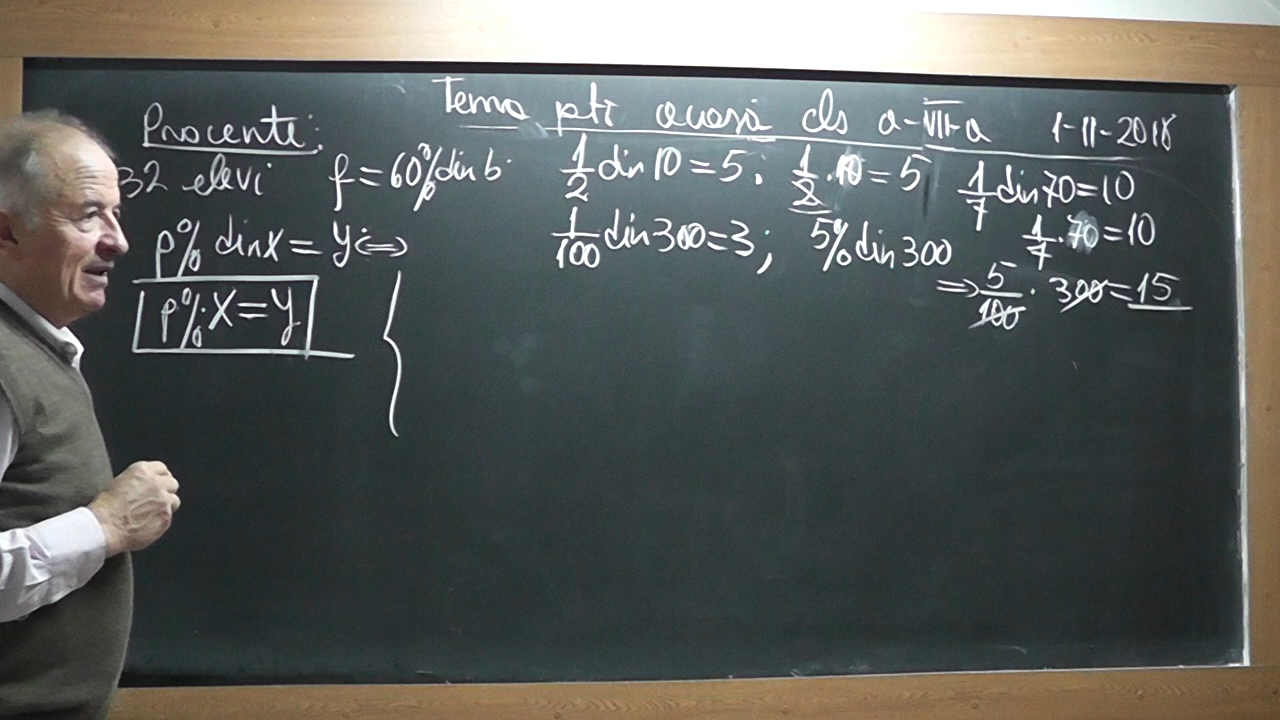 Tema ptr acasă cls a-VII-a 1-11-2018
Procente:
32 elevi f = 60% din b
p% din X = Y ⇔
p%·X = Y
1/2 din 10 = 5; 1/2·10 = 5
1/100 din 300 = 3; 5% din 300
⇒ 5/100 · 300 = 15
1/7 din 70 = 10
1/7·70 = 10